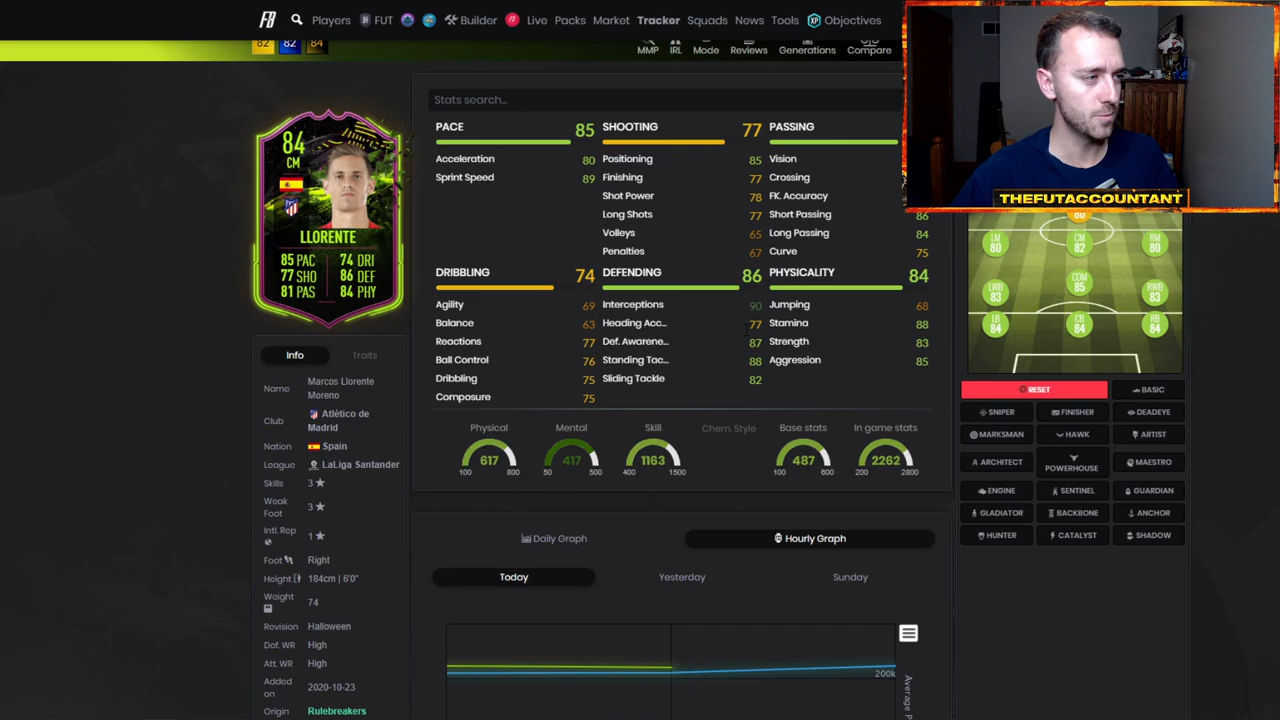 Players FUT Builder Live Packs Market Tracker Squads News Tools XP Objectives
82 82 84
MMP IRL Mode Reviews Generations Compare
THEFUTACCOUNTANT
Stats search...
84
CM
LLORENTE
85 PAC 74 DRI
77 SHO 86 DEF
81 PAS 84 PHY
PACE 85 SHOOTING 77 PASSING
Acceleration 80 Positioning 85 Vision
Sprint Speed 89 Finishing 77 Crossing
Shot Power 78 FK. Accuracy
Long Shots 77 Short Passing 86
Volleys 65 Long Passing 84
Penalties 67 Curve 75
DRIBBLING 74 DEFENDING 86 PHYSICALITY 84
Agility 69 Interceptions 90 Jumping 68
Balance 63 Heading Acc... 77 Stamina 88
Reactions 77 Def. Awarene... 87 Strength 83
Ball Control 76 Standing Tac... 88 Aggression 85
Dribbling 75 Sliding Tackle 82
Composure 75
Physical Mental Skill Chem. Style Base stats In game stats
617 417 1163 487 2262
100 800 50 500 400 1500 100 600 200 2800
LM 80 CM 82 RM 80
LWB 83 CDM 85 RWB 83
LB 84 CB 84 RB 84
RESET BASIC
SNIPER FINISHER DEADEYE
MARKSMAN HAWK ARTIST
ARCHITECT POWERHOUSE MAESTRO
ENGINE SENTINEL GUARDIAN
GLADIATOR BACKBONE ANCHOR
HUNTER CATALYST SHADOW
Info Traits
Name Marcos Llorente Moreno
Club Atlético de Madrid
Nation Spain
League LaLiga Santander
Skills 3
Weak Foot 3
Intl. Rep 1
Foot Right
Height 184cm | 6'0"
Weight 74
Revision Halloween
Def. WR High
Att. WR High
Added on 2020-10-23
Origin Rulebreakers
Daily Graph Hourly Graph
Today Yesterday Sunday
200k
Average P